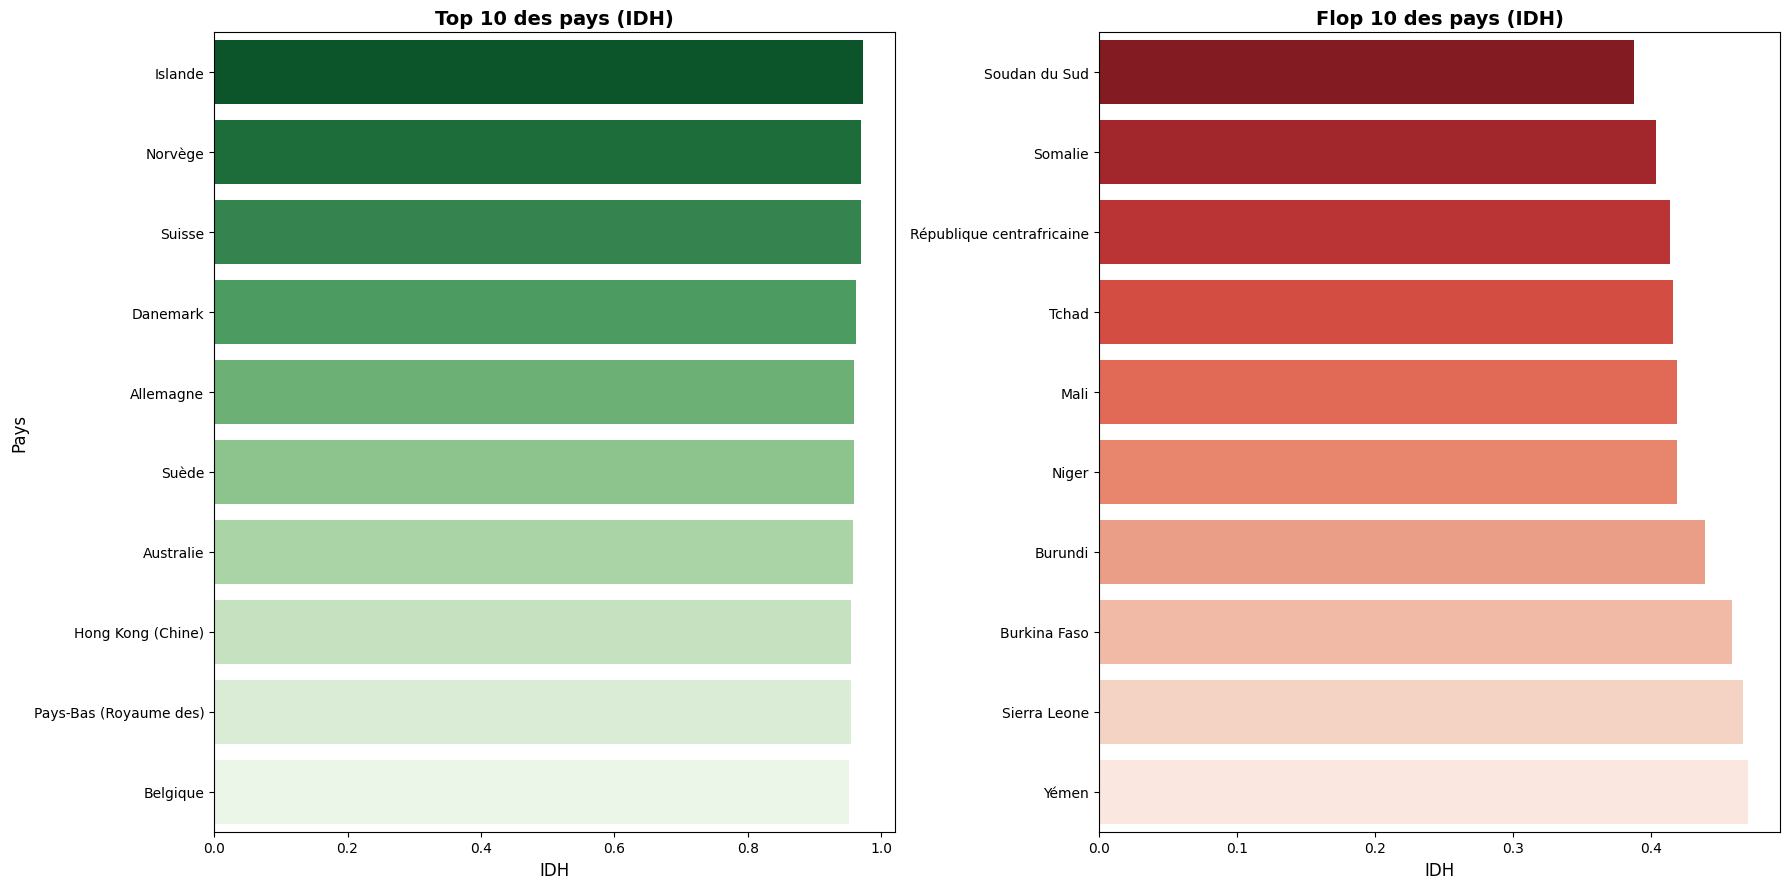 Top 10 des pays (IDH)
Pays
Islande
Norvège
Suisse
Danemark
Allemagne
Suède
Australie
Hong Kong (Chine)
Pays-Bas (Royaume des)
Belgique
0.0 0.2 0.4 0.6 0.8 1.0
IDH
Flop 10 des pays (IDH)
Soudan du Sud
Somalie
République centrafricaine
Tchad
Mali
Niger
Burundi
Burkina Faso
Sierra Leone
Yémen
0.0 0.1 0.2 0.3 0.4
IDH